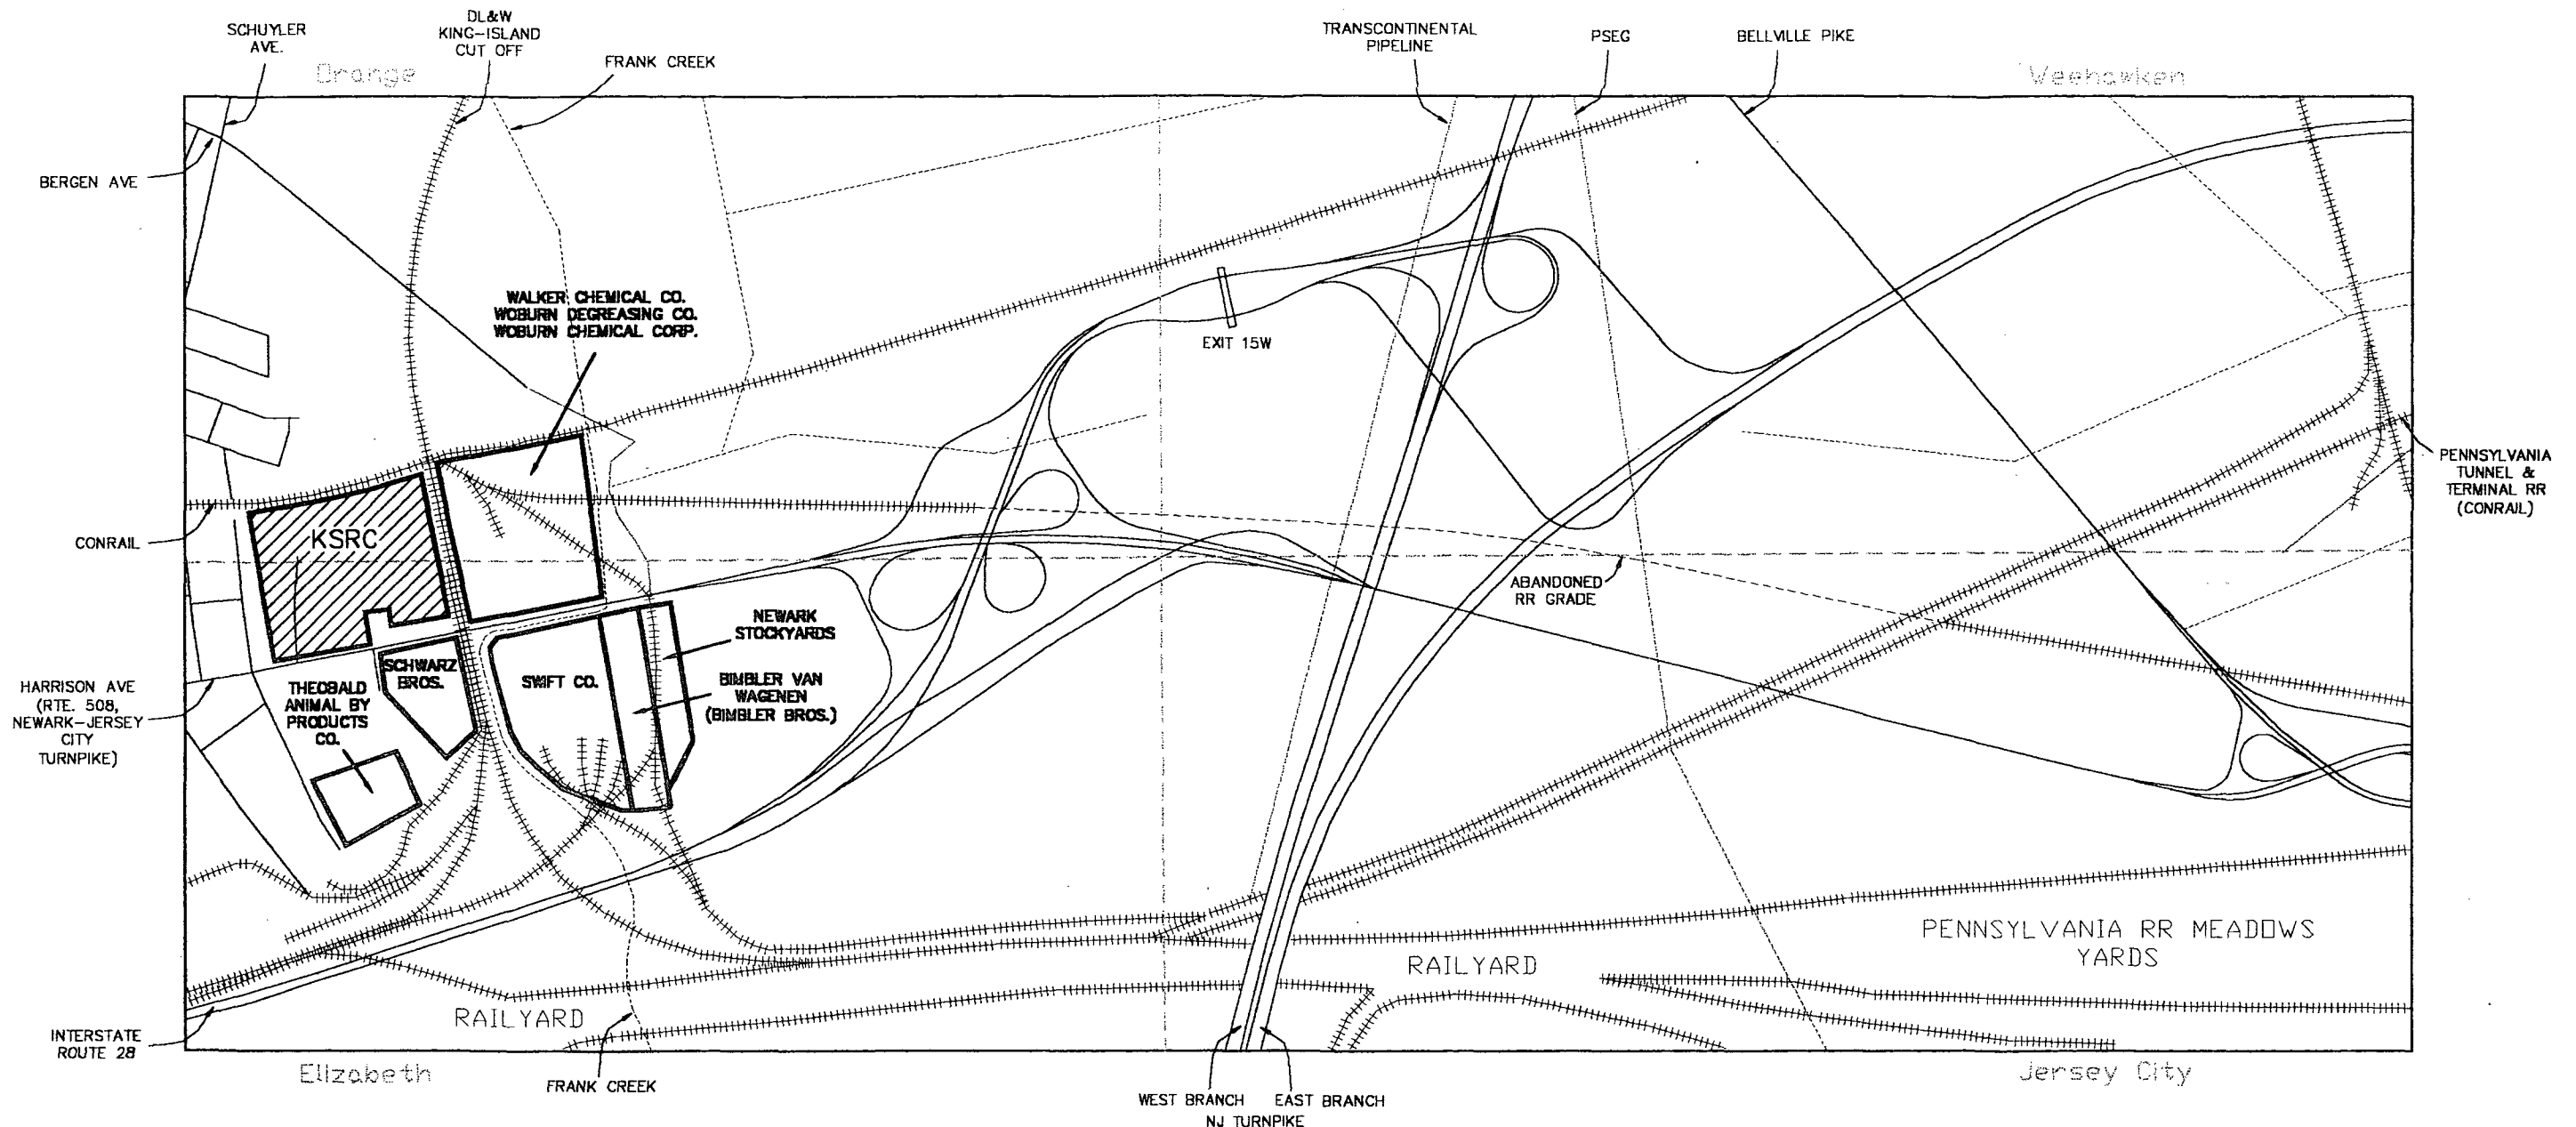 SCHUYLER
AVE.
DL&W
KING-ISLAND
CUT OFF
FRANK CREEK
TRANSCONTINENTAL
PIPELINE
PSEG
BELLVILLE PIKE
Orange
Weehawken
BERGEN AVE
WALKER CHEMICAL CO.
WOBURN DEGREASING CO.
WOBURN CHEMICAL CORP.
EXIT 15W
PENNSYLVANIA
TUNNEL &
TERMINAL RR
(CONRAIL)
CONRAIL
KSRC
ABANDONED
RR GRADE
NEWARK
STOCKYARDS
SCHWARZ
BROS.
SWIFT CO.
BIMBLER VAN
WAGENEN
(BIMBLER BROS.)
HARRISON AVE
(RTE. 508,
NEWARK-JERSEY
CITY
TURNPIKE)
THEOBALD
ANIMAL BY
PRODUCTS
CO.
PENNSYLVANIA RR MEADOWS
YARDS
RAILYARD
RAILYARD
INTERSTATE
ROUTE 28
Elizabeth
FRANK CREEK
WEST BRANCH
EAST BRANCH
NJ TURNPIKE
Jersey City